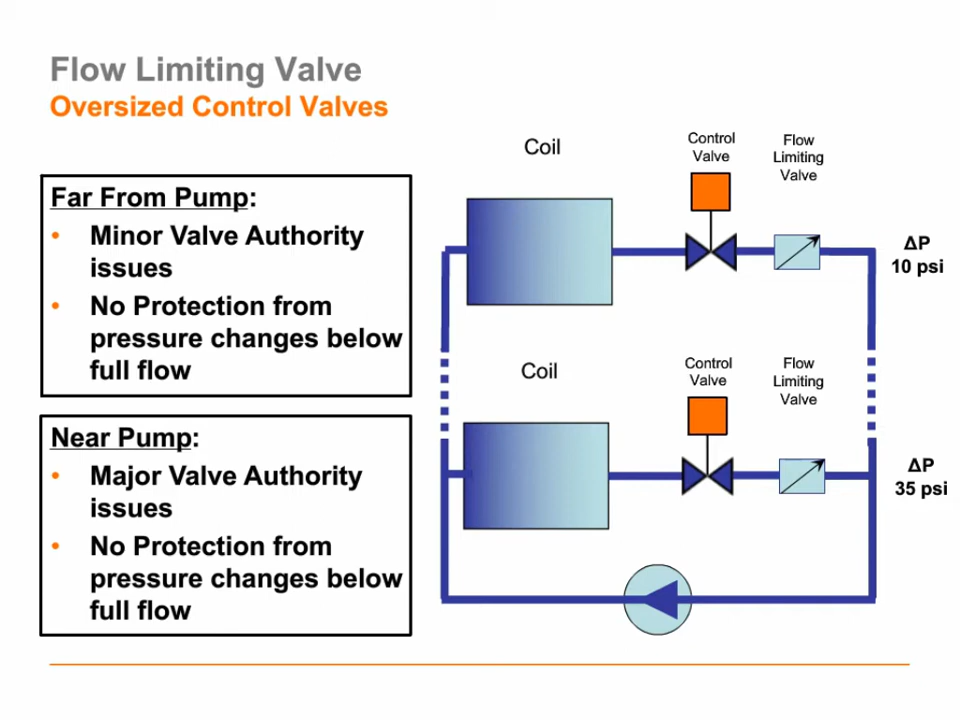 Flow Limiting Valve
Oversized Control Valves
Far From Pump:
• Minor Valve Authority
issues
• No Protection from
pressure changes below
full flow
Near Pump:
• Major Valve Authority
issues
• No Protection from
pressure changes below
full flow
Coil
Control
Valve
Flow
Limiting
Valve
ΔP
10 psi
Coil
Control
Valve
Flow
Limiting
Valve
ΔP
35 psi